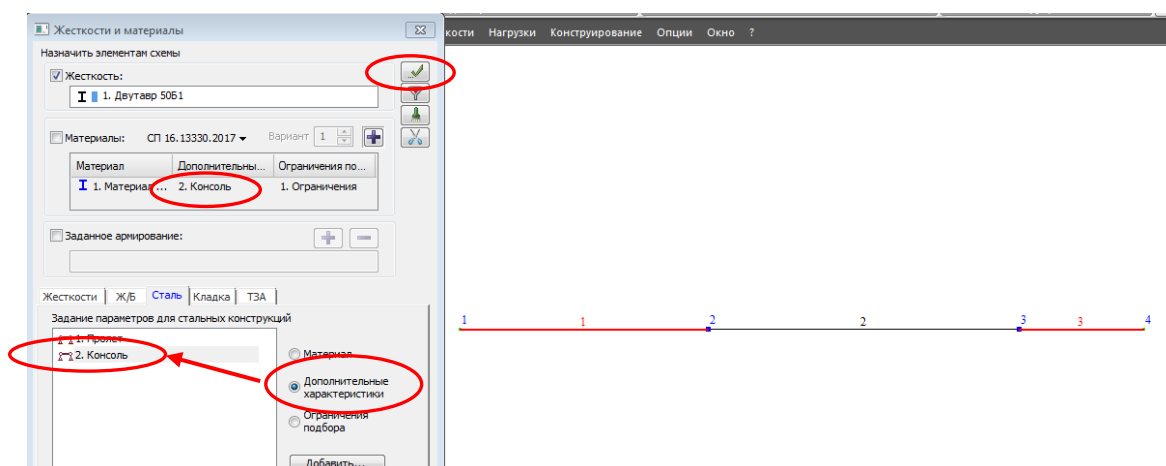 Жесткости и материалы
кости Нагрузки Конструирование Опции Окно ?
Назначить элементам схемы
Жесткость:
1. Двутавр 50Б1
Материалы: СП 16.13330.2017 Вариант 1
Материал Дополнительны... Ограничения по...
1. Материал ... 2. Консоль 1. Ограничения
Заданное армирование:
Жесткости Ж/Б Сталь Кладка ТЗА
Задание параметров для стальных конструкций
1. Пролет
2. Консоль
Материал
Дополнительные
характеристики
Ограничения
подбора
Добавить...
1 1 2 2 3 3 4